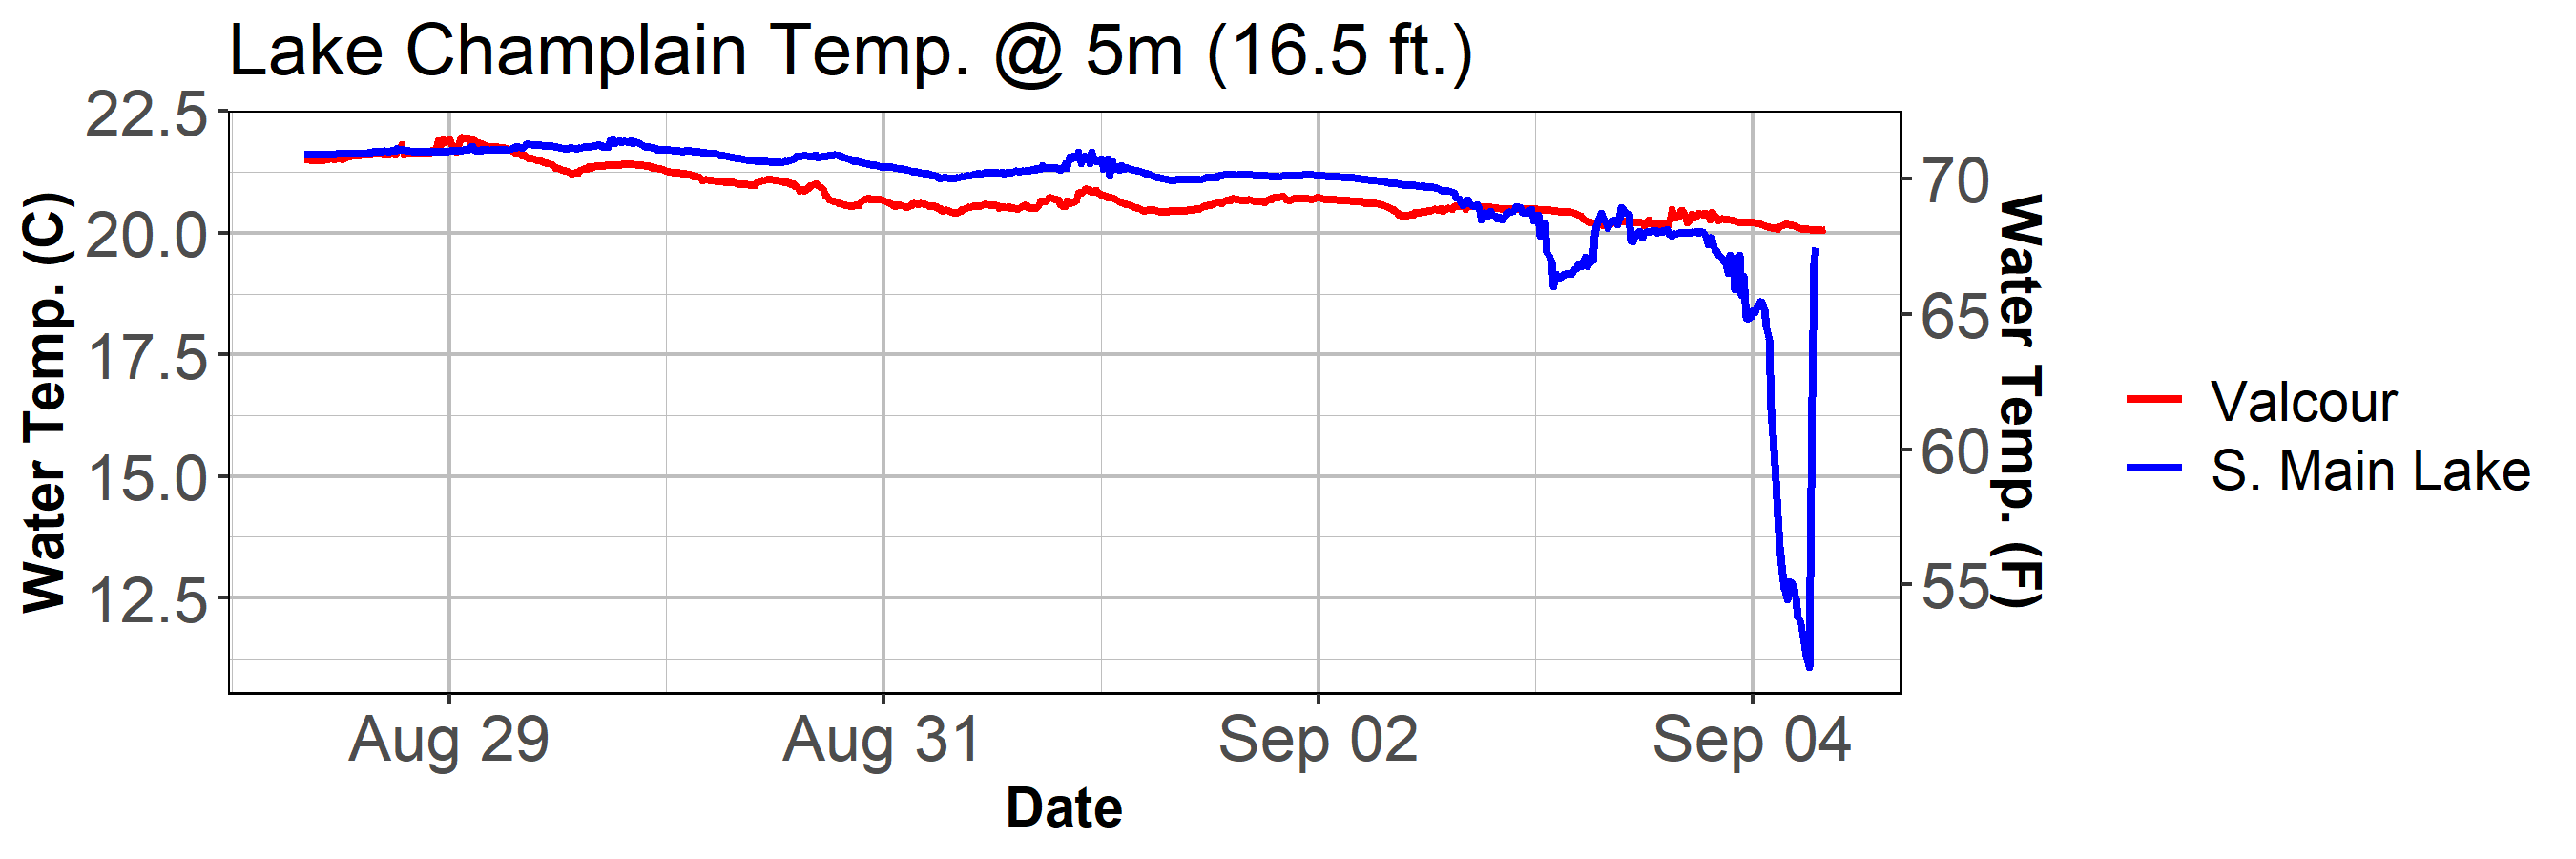 Lake Champlain Temp. @ 5m (16.5 ft.)
22.5
20.0
17.5
15.0
12.5
Water Temp. (C)
70
65
60
55
Water Temp. (F)
Aug 29
Aug 31
Sep 02
Sep 04
Date
Valcour
S. Main Lake